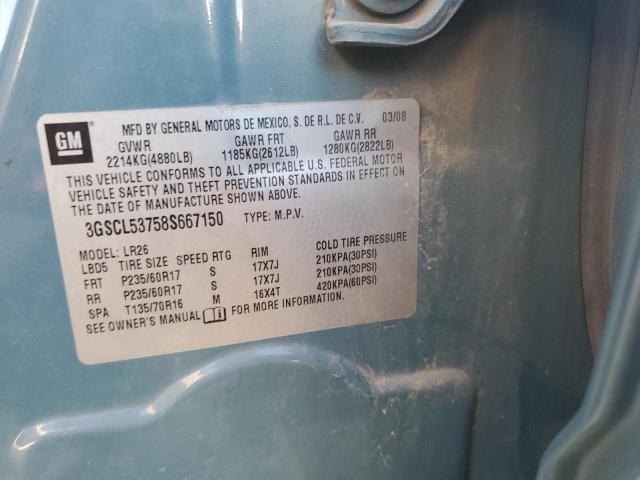 GM
MFD BY GENERAL MOTORS DE MEXICO, S. DE R.L. DE C.V. 03/08
GVWR GAWR FRT GAWR RR
2214KG(4880LB) 1185KG(2612LB) 1280KG(2822LB)
THIS VEHICLE CONFORMS TO ALL APPLICABLE U.S. FEDERAL MOTOR
VEHICLE SAFETY AND THEFT PREVENTION STANDARDS IN EFFECT ON
THE DATE OF MANUFACTURE SHOWN ABOVE.
3GSCL53758S667150 TYPE: M.P.V.
MODEL: LR26
LBD5 TIRE SIZE SPEED RTG RIM COLD TIRE PRESSURE
FRT P235/60R17 S 17X7J 210KPA(30PSI)
RR P235/60R17 S 17X7J 210KPA(30PSI)
SPA T135/70R16 M 16X4T 420KPA(60PSI)
SEE OWNER'S MANUAL FOR MORE INFORMATION.